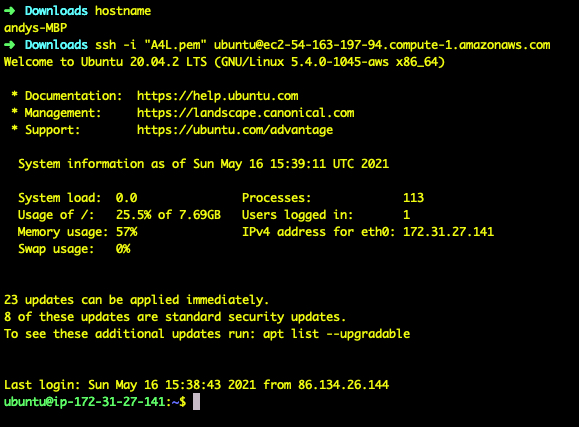 ➜ Downloads hostname
andys-MBP
➜ Downloads ssh -i "A4L.pem" ubuntu@ec2-54-163-197-94.compute-1.amazonaws.com
Welcome to Ubuntu 20.04.2 LTS (GNU/Linux 5.4.0-1045-aws x86_64)
* Documentation: https://help.ubuntu.com
* Management: https://landscape.canonical.com
* Support: https://ubuntu.com/advantage
System information as of Sun May 16 15:39:11 UTC 2021
System load: 0.0 Processes: 113
Usage of /: 25.5% of 7.69GB Users logged in: 1
Memory usage: 57% IPv4 address for eth0: 172.31.27.141
Swap usage: 0%
23 updates can be applied immediately.
8 of these updates are standard security updates.
To see these additional updates run: apt list --upgradable
Last login: Sun May 16 15:38:43 2021 from 86.134.26.144
ubuntu@ip-172-31-27-141:~$